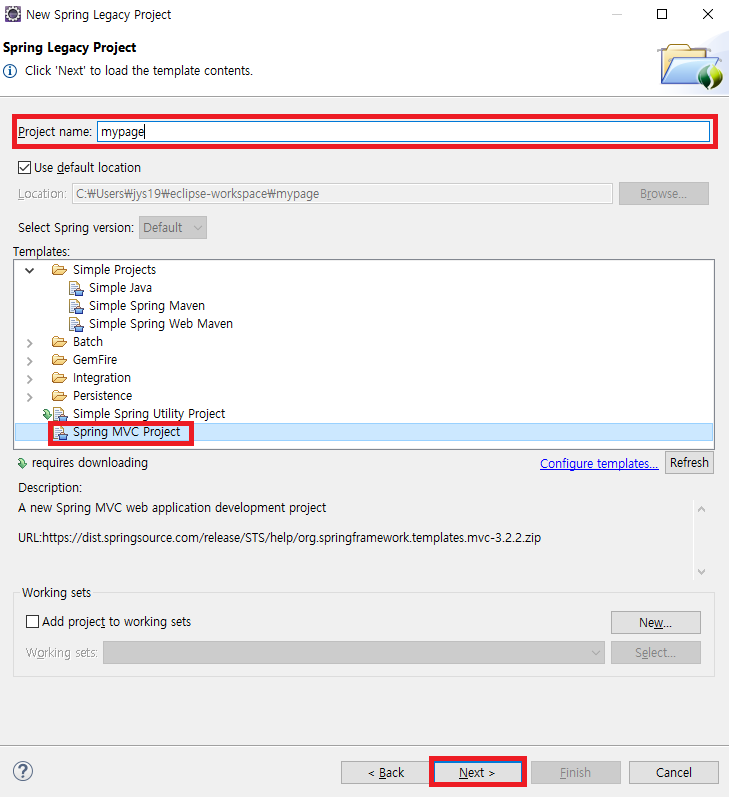 New Spring Legacy Project
Spring Legacy Project
Click 'Next' to load the template contents.
Project name: mypage
Use default location
Location: C:₩Users₩jys19₩eclipse-workspace₩mypage Browse...
Select Spring version: Default
Templates:
Simple Projects
Simple Java
Simple Spring Maven
Simple Spring Web Maven
Batch
GemFire
Integration
Persistence
Simple Spring Utility Project
Spring MVC Project
requires downloading Configure templates... Refresh
Description:
A new Spring MVC web application development project
URL:https://dist.springsource.com/release/STS/help/org.springframework.templates.mvc-3.2.2.zip
Working sets
Add project to working sets New...
Working sets: Select...
? < Back Next > Finish Cancel